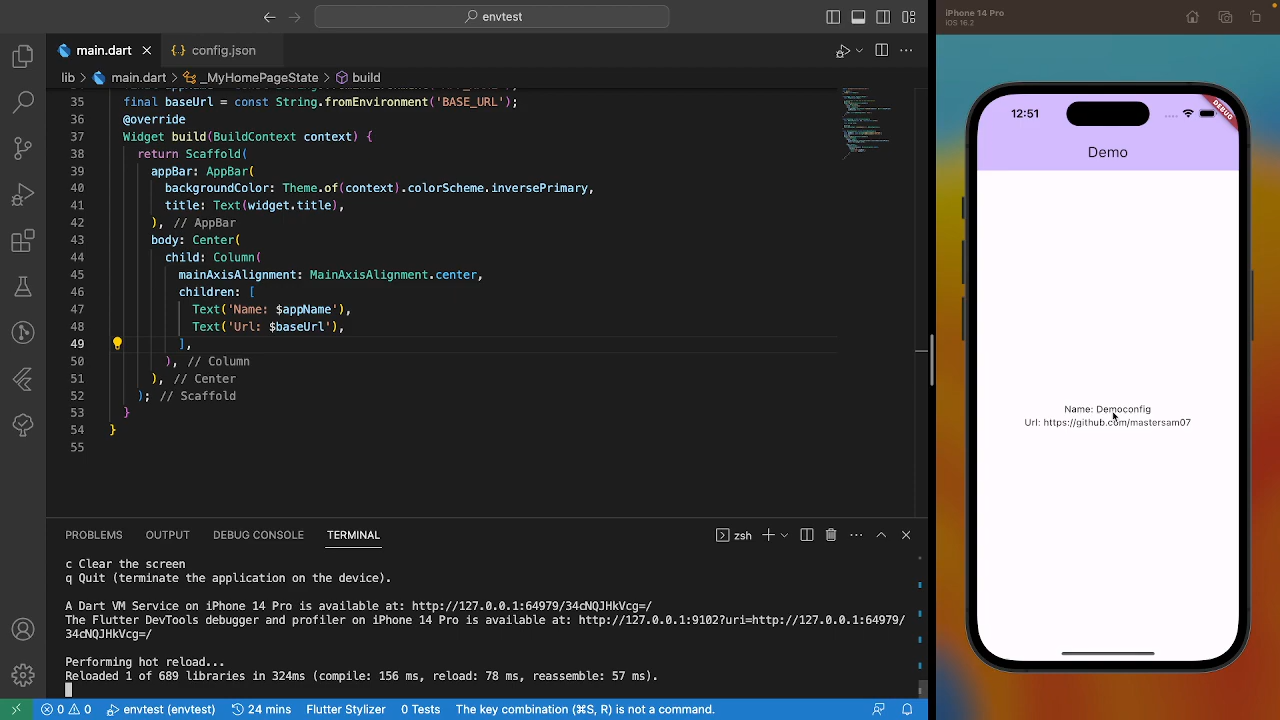 envtest
main.dart
config.json
lib > main.dart > _MyHomePageState > build
35 final baseUrl = const String.fromEnvironment('BASE_URL');
36 @override
37 Widget build(BuildContext context) {
38 return Scaffold(
39 appBar: AppBar(
40 backgroundColor: Theme.of(context).colorScheme.inversePrimary,
41 title: Text(widget.title),
42 ), // AppBar
43 body: Center(
44 child: Column(
45 mainAxisAlignment: MainAxisAlignment.center,
46 children: [
47 Text('Name: $appName'),
48 Text('Url: $baseUrl'),
49 ],
50 ), // Column
51 ), // Center
52 ); // Scaffold
53 }
54 }
55
PROBLEMS OUTPUT DEBUG CONSOLE TERMINAL
zsh
c Clear the screen
q Quit (terminate the application on the device).
A Dart VM Service on iPhone 14 Pro is available at: http://127.0.0.1:64979/34cNQJHkVcg=/
The Flutter DevTools debugger and profiler on iPhone 14 Pro is available at: http://127.0.0.1:9102?uri=http://127.0.0.1:64979/
34cNQJHkVcg=/
Performing hot reload...
Reloaded 1 of 689 libraries in 324ms (compile: 156 ms, reload: 78 ms, reassemble: 57 ms).
0 0 envtest (envtest) 24 mins Flutter Stylizer 0 Tests The key combination (⌘S, R) is not a command.
iPhone 14 Pro
iOS 16.2
12:51
DEBUG
Demo
Name: Democonfig
Url: https://github.com/mastersam07